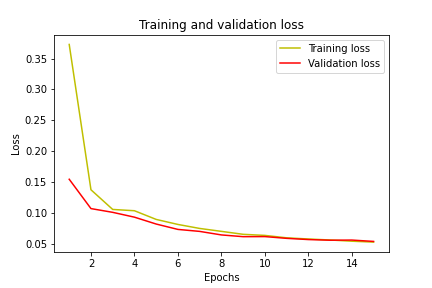 Training and validation loss
Training loss
Validation loss
Loss
0.35
0.30
0.25
0.20
0.15
0.10
0.05
2 4 6 8 10 12 14
Epochs